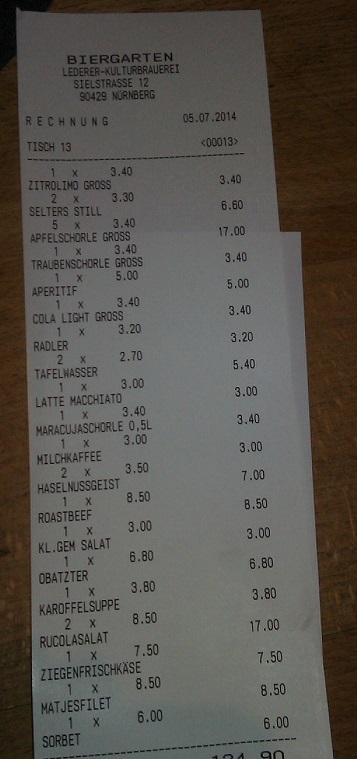 BIERGARTEN
LEDERER-KULTURBRAUEREI
SIELSTRASSE 12
90429 NÜRNBERG
RECHNUNG 05.07.2014
TISCH 13 <00013>
1 x 3.40
ZITROLIMO GROSS 3.40
2 x 3.30
SELTERS STILL 6.60
5 x 3.40
APFELSCHORLE GROSS 17.00
1 x 3.40
TRAUBENSCHORLE GROSS 3.40
1 x 5.00
APERITIF 5.00
1 x 3.40
COLA LIGHT GROSS 3.40
1 x 3.20
RADLER 3.20
2 x 2.70
TAFELWASSER 5.40
1 x 3.00
LATTE MACCHIATO 3.00
1 x 3.40
MARACUJASCHORLE 0,5L 3.40
1 x 3.00
MILCHKAFFEE 3.00
2 x 3.50
HASELNUSSGEIST 7.00
1 x 8.50
ROASTBEEF 8.50
1 x 3.00
KL.GEM SALAT 3.00
1 x 6.80
OBATZTER 6.80
1 x 3.80
KAROFFELSUPPE 3.80
2 x 8.50
RUCOLASALAT 17.00
1 x 7.50
ZIEGENFRISCHKÄSE 7.50
1 x 8.50
MATJESFILET 8.50
1 x 6.00
SORBET 6.00